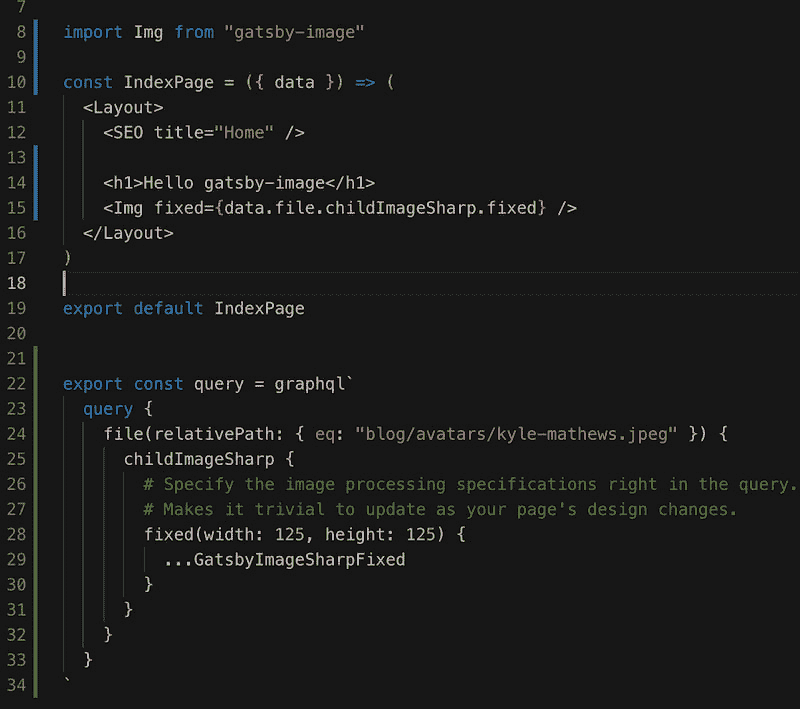 7
8 import Img from "gatsby-image"
9
10 const IndexPage = ({ data }) => (
11 <Layout>
12 <SEO title="Home" />
13
14 <h1>Hello gatsby-image</h1>
15 <Img fixed={data.file.childImageSharp.fixed} />
16 </Layout>
17 )
18
19 export default IndexPage
20
21
22 export const query = graphql`
23 query {
24 file(relativePath: { eq: "blog/avatars/kyle-mathews.jpeg" }) {
25 childImageSharp {
26 # Specify the image processing specifications right in the query.
27 # Makes it trivial to update as your page's design changes.
28 fixed(width: 125, height: 125) {
29 ...GatsbyImageSharpFixed
30 }
31 }
32 }
33 }
34 `